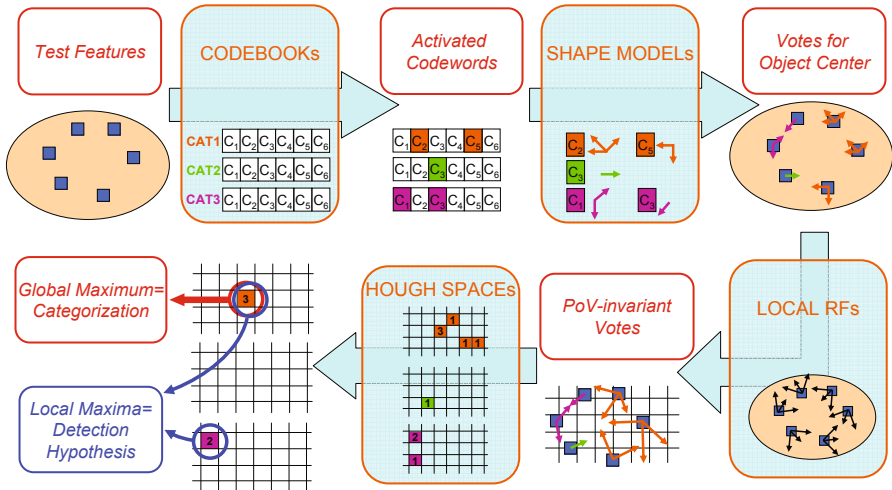 Test Features
CODEBOOKs
Activated
Codewords
SHAPE MODELs
Votes for
Object Center
CAT1 C1 C2 C3 C4 C5 C6
CAT2 C1 C2 C3 C4 C5 C6
CAT3 C1 C2 C3 C4 C5 C6
C1 C2 C3 C4 C5 C6
C1 C2 C3 C4 C5 C6
C1 C2 C3 C4 C5 C6
C2 C5
C3
C1 C3
Global Maximum=
Categorization
3
Local Maxima=
Detection
Hypothesis
2
HOUGH SPACEs
1
3
1 1
1
2
1
PoV-invariant
Votes
LOCAL RFs